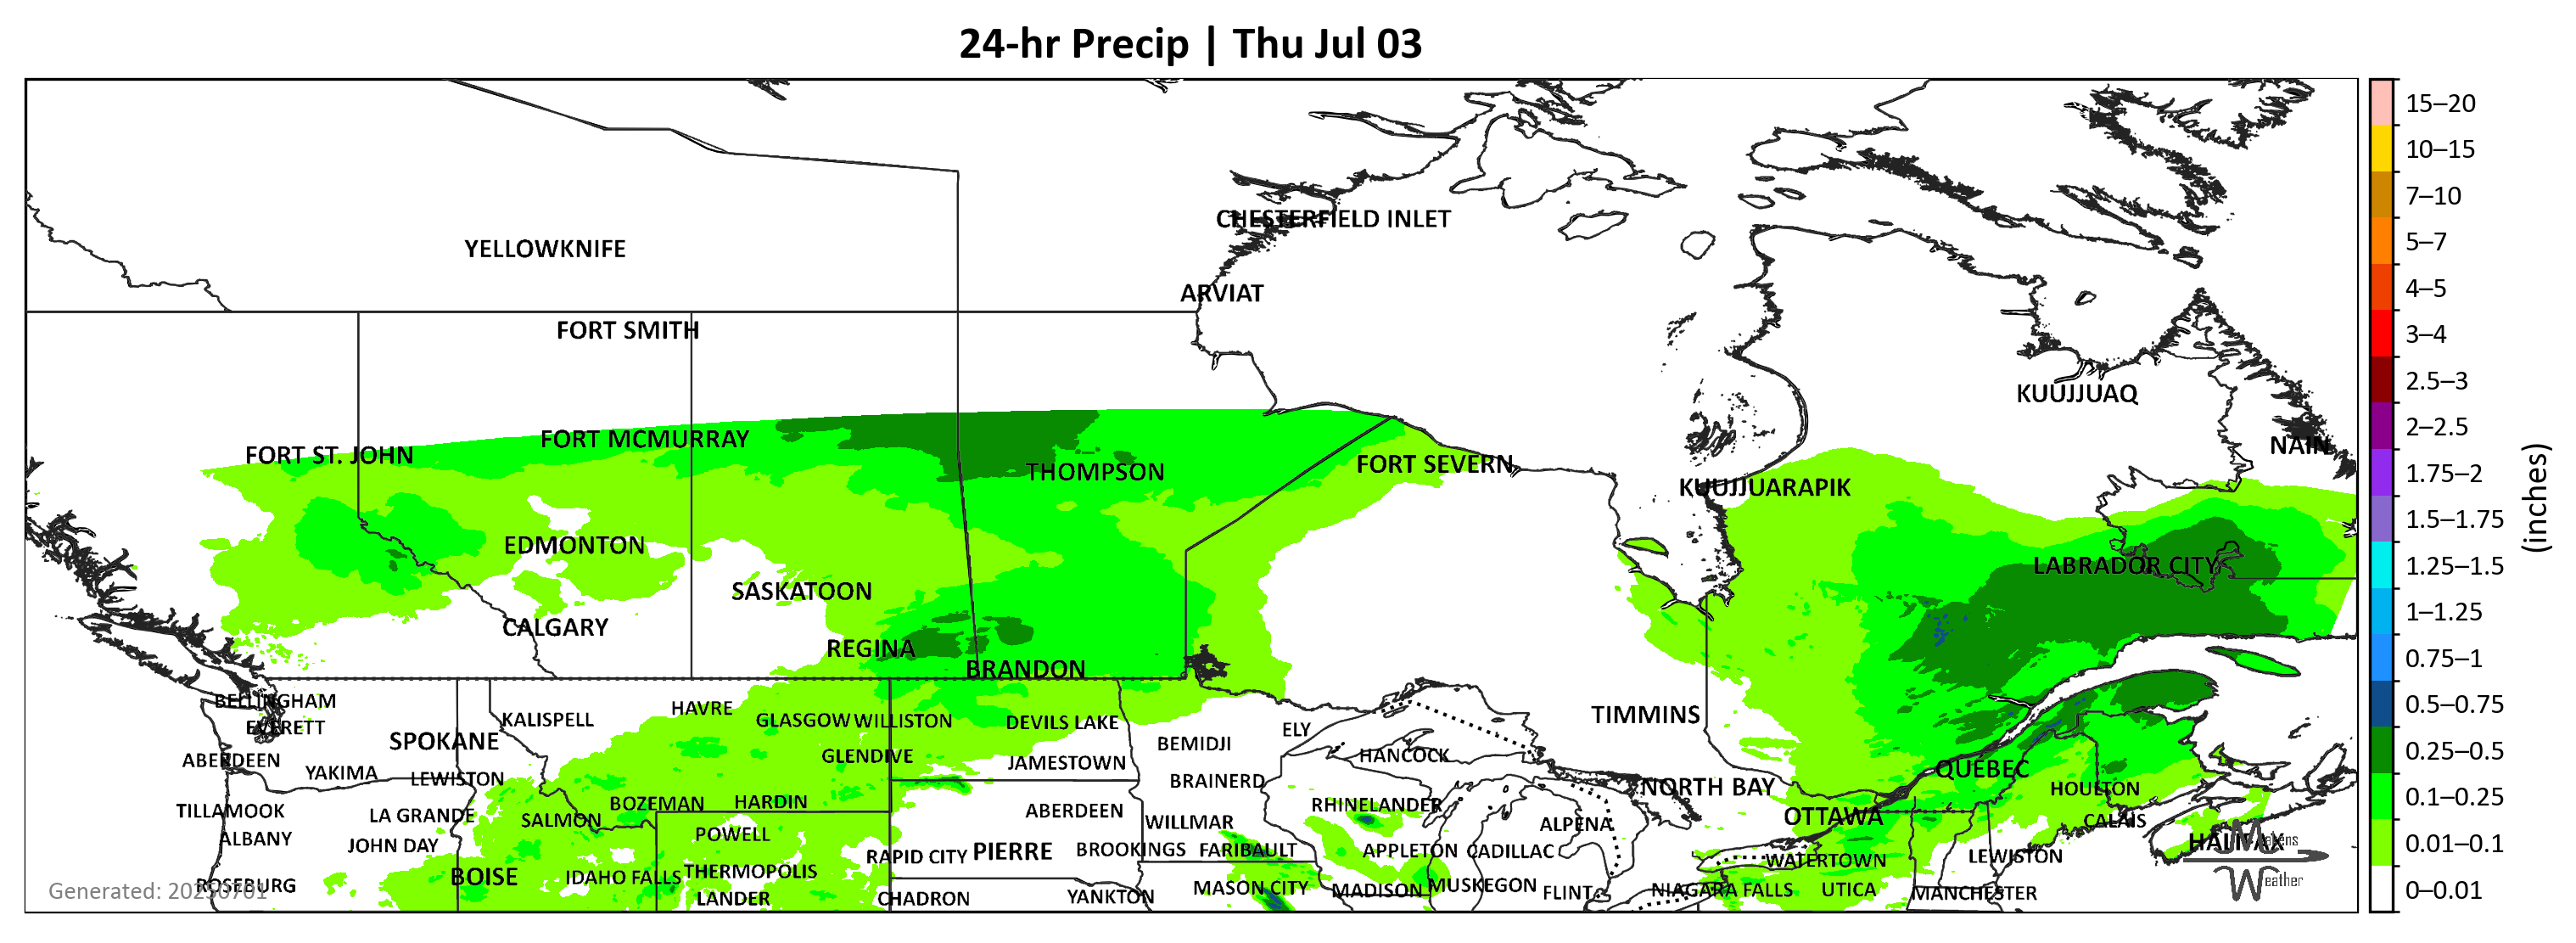 24-hr Precip | Thu Jul 03
15–20
10–15
7–10
5–7
4–5
3–4
2.5–3
2–2.5
1.75–2
1.5–1.75
1.25–1.5
1–1.25
0.75–1
0.5–0.75
0.25–0.5
0.1–0.25
0.01–0.1
0–0.01
(inches)
CHESTERFIELD INLET
YELLOWKNIFE
ARVIAT
FORT SMITH
KUUJJUAQ
FORT MCMURRAY
NAIN
FORT ST. JOHN
FORT SEVERN
THOMPSON
KUUJJUARAPIK
EDMONTON
LABRADOR CITY
SASKATOON
CALGARY
REGINA
BRANDON
BELLINGHAM
HAVRE
TIMMINS
KALISPELL
GLASGOW
WILLISTON
DEVILS LAKE
EVERETT
ELY
SPOKANE
BEMIDJI
GLENDIVE
HANCOCK
ABERDEEN
JAMESTOWN
QUEBEC
YAKIMA
LEWISTON
BRAINERD
NORTH BAY
HOULTON
BOZEMAN
HARDIN
RHINELANDER
TILLAMOOK
LA GRANDE
SALMON
ABERDEEN
WILLMAR
ALPENA
OTTAWA
CALAIS
ALBANY
POWELL
JOHN DAY
HALIFAX
Matens
RAPID CITY
PIERRE
BROOKINGS
FARIBAULT
APPLETON
CADILLAC
WATERTOWN
LEWISTON
BOISE
IDAHO FALLS
THERMOPOLIS
Weather
ROSEBURG
MASON CITY
MADISON
MUSKEGON
FLINT
NIAGARA FALLS
UTICA
MANCHESTER
LANDER
CHADRON
YANKTON
Generated: 20250701